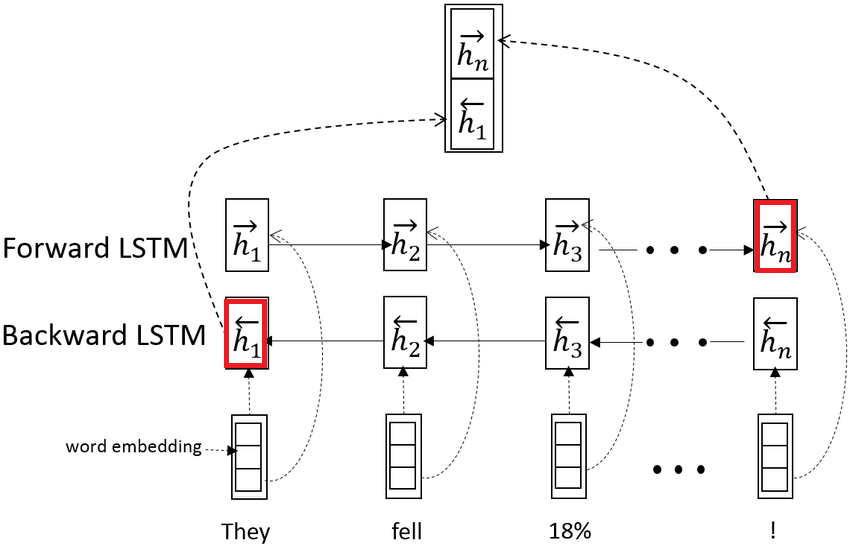 →hₙ
←h₁
Forward LSTM →h₁ →h₂ →h₃ • • • →hₙ
Backward LSTM ←h₁ ←h₂ ←h₃ • • • ←hₙ
word embedding • • •
They fell 18% !